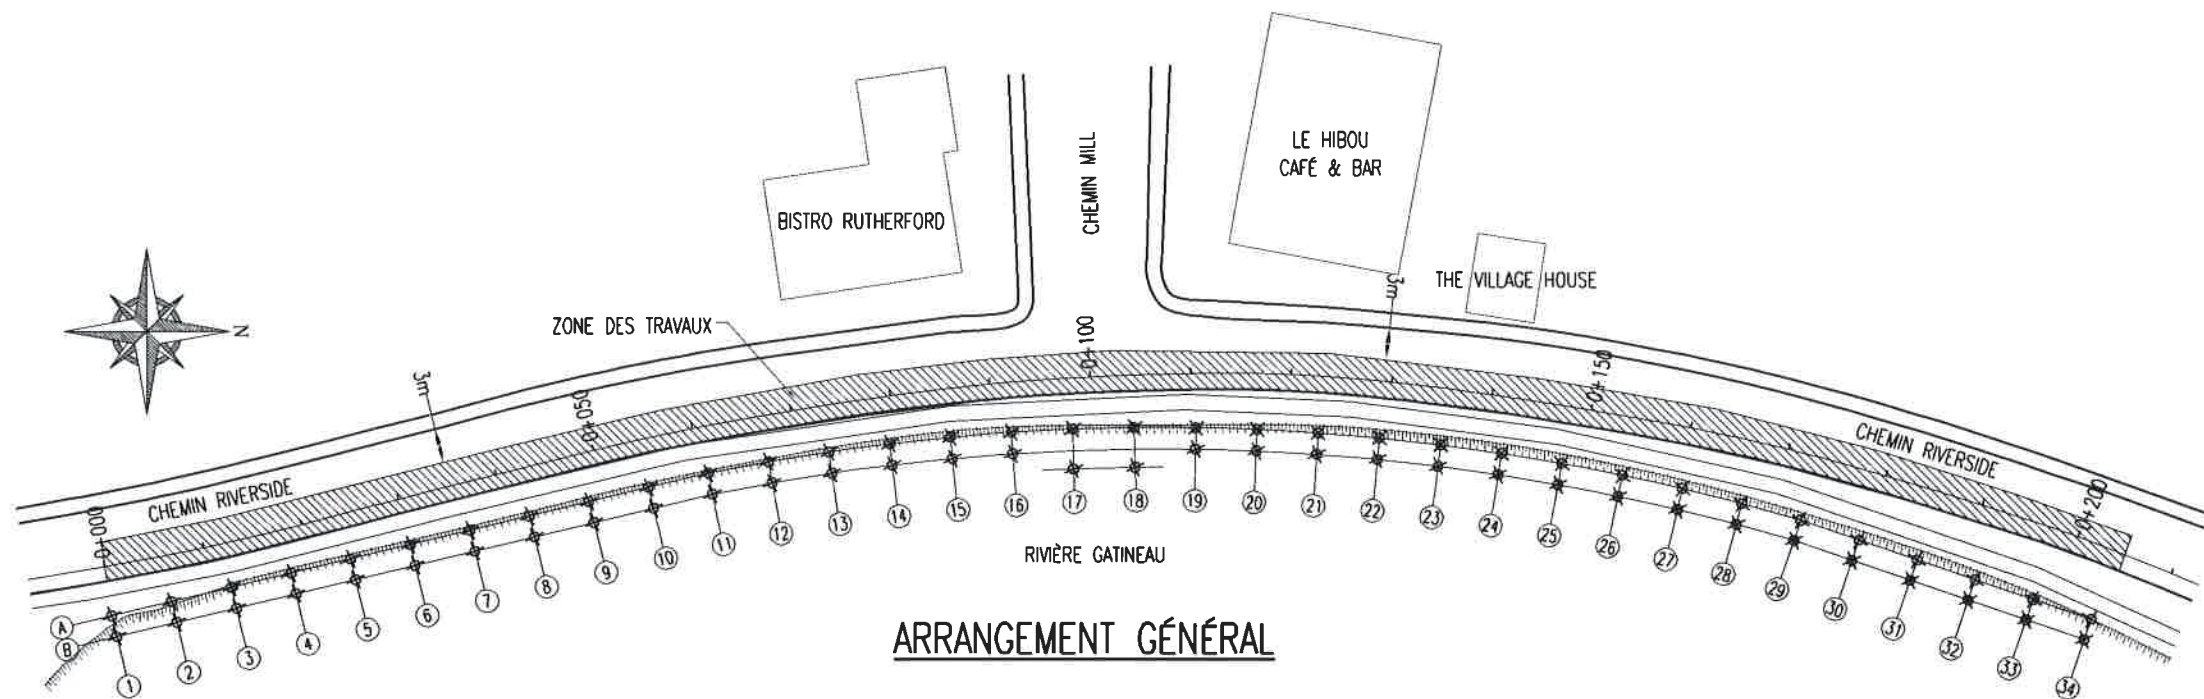 LE HIBOU
CAFÉ & BAR
CHEMIN MILL
BISTRO RUTHERFORD
THE VILLAGE HOUSE
3m
N
ZONE DES TRAVAUX
0+100
0+150
3m
0+050
CHEMIN RIVERSIDE
CHEMIN RIVERSIDE
0+000
0+200
A
B
1
2
3
4
5
6
7
8
9
10
11
12
13
14
15
16
17
18
19
20
21
22
23
24
25
26
27
28
29
30
31
32
33
34
RIVIÈRE GATINEAU
ARRANGEMENT GÉNÉRAL